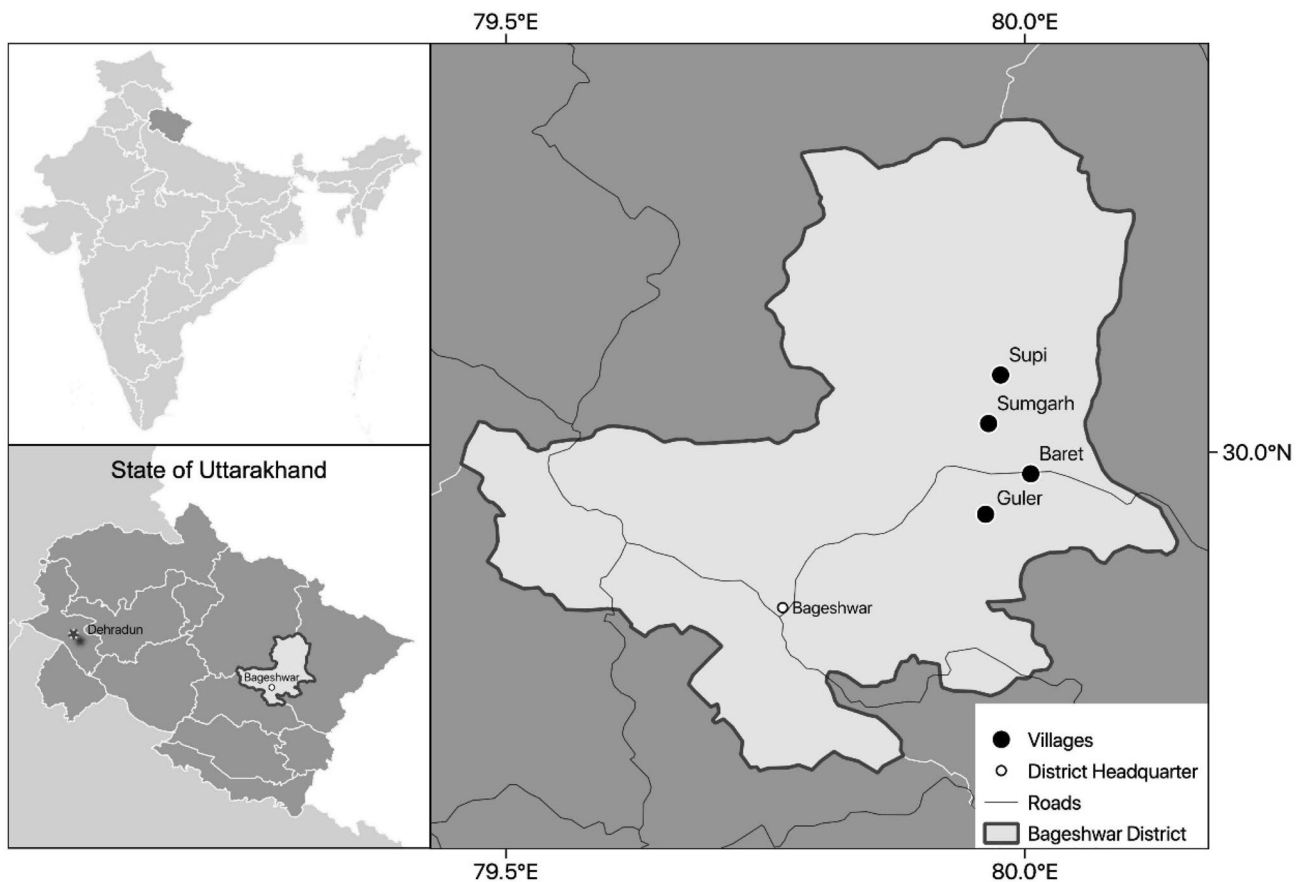 79.5°E
80.0°E
State of Uttarakhand
Dehradun
Bageshwar
Supi
Sumgarh
Baret
Guler
Bageshwar
30.0°N
Villages
District Headquarter
Roads
Bageshwar District
79.5°E
80.0°E